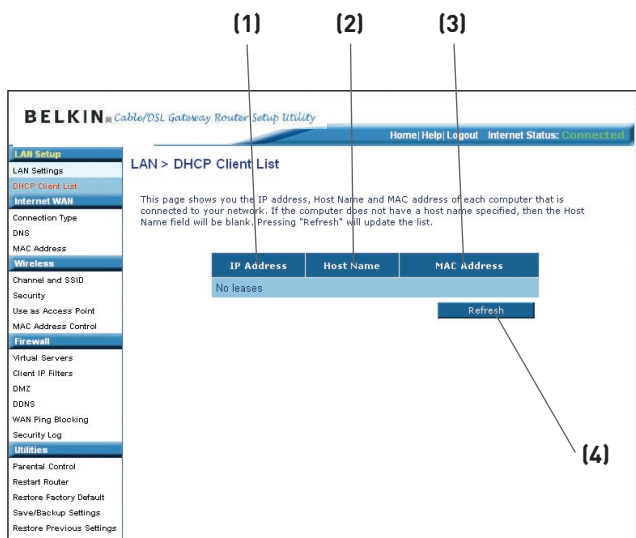 (1) (2) (3)
BELKIN® Cable/DSL Gateway Router Setup Utility
Home| Help| Logout Internet Status: Connected
LAN Setup
LAN Settings
DHCP Client List
Internet WAN
Connection Type
DNS
MAC Address
Wireless
Channel and SSID
Security
Use as Access Point
MAC Address Control
Firewall
Virtual Servers
Client IP Filters
DMZ
DDNS
WAN Ping Blocking
Security Log
Utilities
Parental Control
Restart Router
Restore Factory Default
Save/Backup Settings
Restore Previous Settings
LAN > DHCP Client List
This page shows you the IP address, Host Name and MAC address of each computer that is
connected to your network. If the computer does not have a host name specified, then the Host
Name field will be blank. Pressing "Refresh" will update the list.
IP Address Host Name MAC Address
No leases
Refresh
(4)